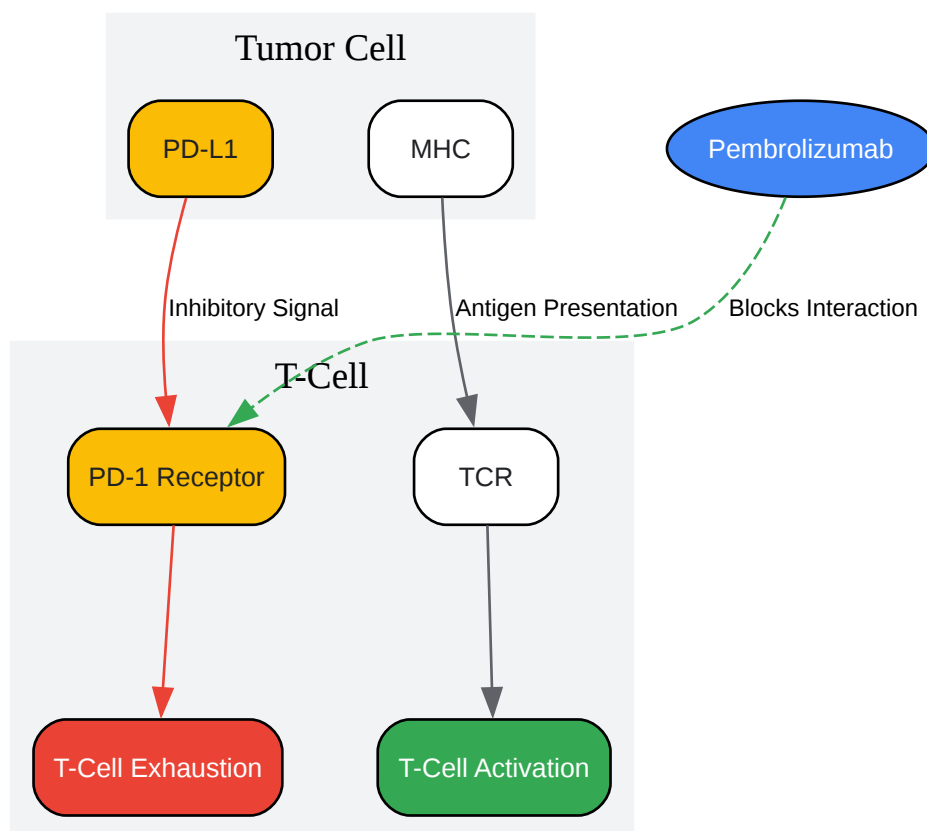 Tumor Cell
PD-L1
MHC
Pembrolizumab
Inhibitory Signal
Antigen Presentation
Blocks Interaction
T-Cell
PD-1 Receptor
TCR
T-Cell Exhaustion
T-Cell Activation